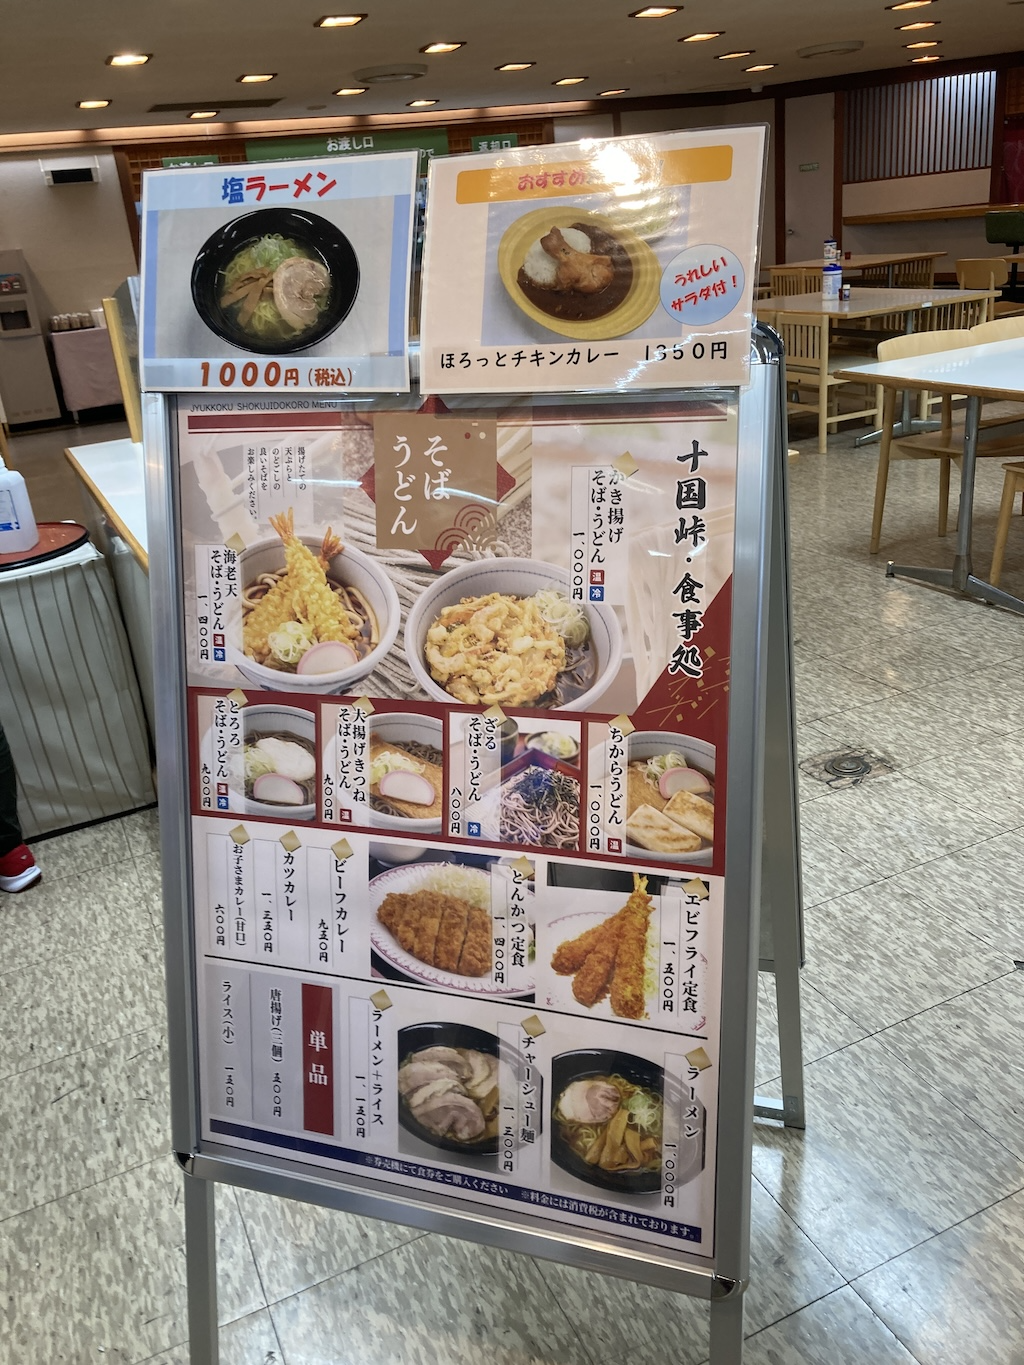 お渡し口
お渡し口
返却口
塩ラーメン
1000円(税込)
おすすめ
うれしい
サラダ付!
ほろっとチキンカレー 1350円
JYUKKOKU SHOKUJIDOKORO MENU
十国峠・食事処
そば
うどん
揚げたての
天ぷらと
のどごしの
良いそばを
お楽しみください。
かき揚げ
そば・うどん 温 冷
一、〇〇〇円
海老天
そば・うどん 温 冷
一、四〇〇円
とろろ
そば・うどん 温 冷
九〇〇円
大揚げきつね
そば・うどん 温
九〇〇円
ざる
そば・うどん 冷
八〇〇円
ちからうどん 温
一、〇〇〇円
エビフライ定食
一、五〇〇円
とんかつ定食
一、四〇〇円
ビーフカレー
九五〇円
カツカレー
一、三五〇円
お子さまカレー(甘口)
六〇〇円
ラーメン
一、〇〇〇円
チャーシュー麺
一、三〇〇円
ラーメン+ライス
一、一五〇円
単品
唐揚げ(三個) 五〇〇円
ライス(小) 一五〇円
※券売機にて食券をご購入ください ※料金には消費税が含まれております。